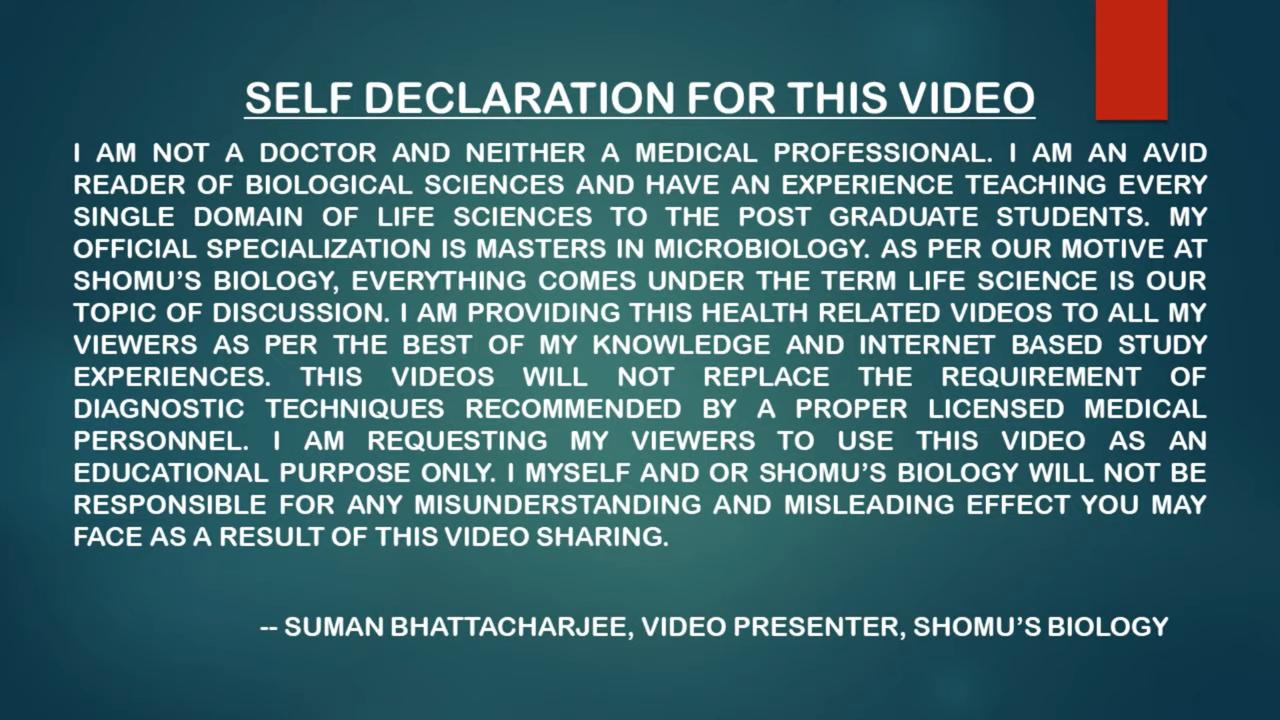 SELF DECLARATION FOR THIS VIDEO
I AM NOT A DOCTOR AND NEITHER A MEDICAL PROFESSIONAL. I AM AN AVID
READER OF BIOLOGICAL SCIENCES AND HAVE AN EXPERIENCE TEACHING EVERY
SINGLE DOMAIN OF LIFE SCIENCES TO THE POST GRADUATE STUDENTS. MY
OFFICIAL SPECIALIZATION IS MASTERS IN MICROBIOLOGY. AS PER OUR MOTIVE AT
SHOMU'S BIOLOGY, EVERYTHING COMES UNDER THE TERM LIFE SCIENCE IS OUR
TOPIC OF DISCUSSION. I AM PROVIDING THIS HEALTH RELATED VIDEOS TO ALL MY
VIEWERS AS PER THE BEST OF MY KNOWLEDGE AND INTERNET BASED STUDY
EXPERIENCES. THIS VIDEOS WILL NOT REPLACE THE REQUIREMENT OF
DIAGNOSTIC TECHNIQUES RECOMMENDED BY A PROPER LICENSED MEDICAL
PERSONNEL. I AM REQUESTING MY VIEWERS TO USE THIS VIDEO AS AN
EDUCATIONAL PURPOSE ONLY. I MYSELF AND OR SHOMU'S BIOLOGY WILL NOT BE
RESPONSIBLE FOR ANY MISUNDERSTANDING AND MISLEADING EFFECT YOU MAY
FACE AS A RESULT OF THIS VIDEO SHARING.
-- SUMAN BHATTACHARJEE, VIDEO PRESENTER, SHOMU'S BIOLOGY